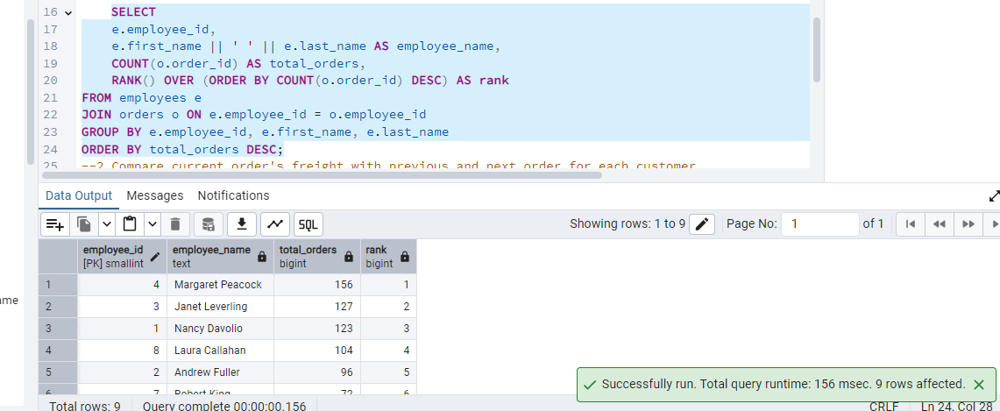 16 SELECT
17 e.employee_id,
18 e.first_name || ' ' || e.last_name AS employee_name,
19 COUNT(o.order_id) AS total_orders,
20 RANK() OVER (ORDER BY COUNT(o.order_id) DESC) AS rank
21 FROM employees e
22 JOIN orders o ON e.employee_id = o.employee_id
23 GROUP BY e.employee_id, e.first_name, e.last_name
24 ORDER BY total_orders DESC;
25 --2 Compare current order's freight with previous and next order for each customer
Data Output Messages Notifications
SQL Showing rows: 1 to 9 Page No: 1 of 1
employee_id employee_name total_orders rank
[PK] smallint text bigint bigint
1 4 Margaret Peacock 156 1
2 3 Janet Leverling 127 2
ame
3 1 Nancy Davolio 123 3
4 8 Laura Callahan 104 4
5 2 Andrew Fuller 96 5
6 7 Robert King 72 6
Successfully run. Total query runtime: 156 msec. 9 rows affected.
Total rows: 9 Query complete 00:00:00.156 CRLF Ln 24, Col 28